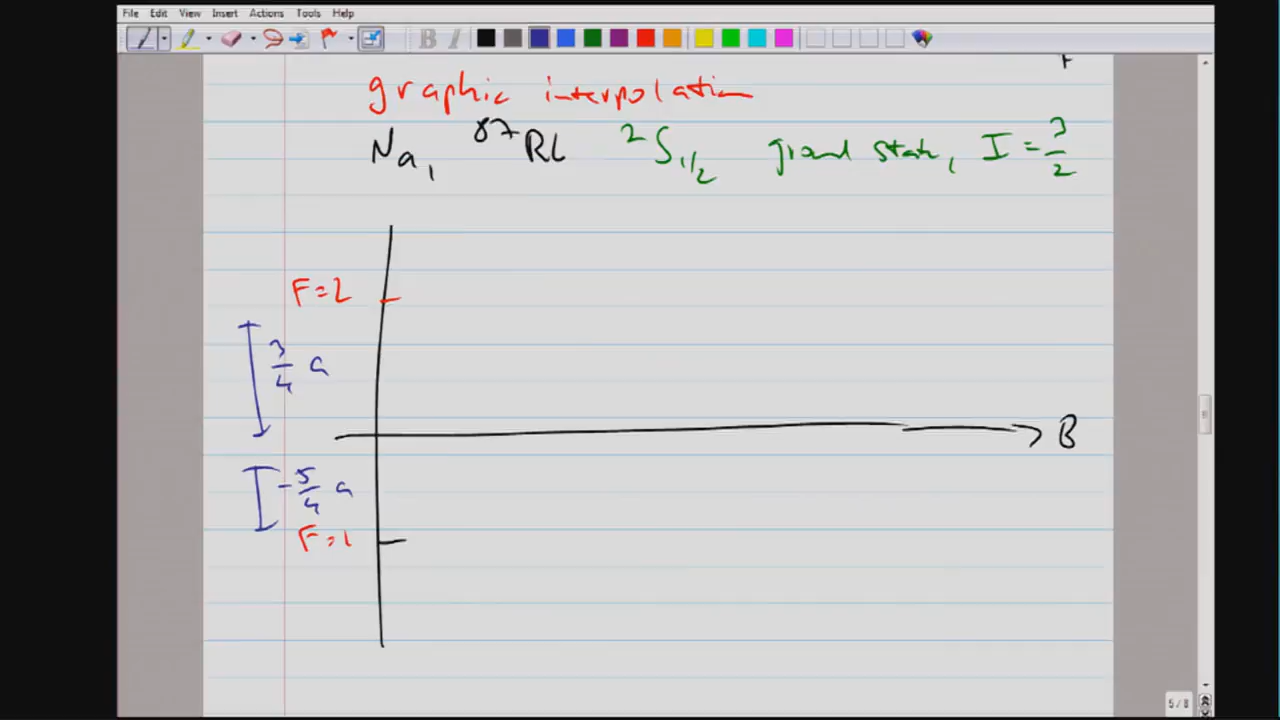 File Edit View Insert Actions Tools Help
graphic interpolation
Na, ⁸⁷Rb ²S₁/₂ ground state, I = 3/2
F=2
3/4 a
B
-5/4 a
F=1
5 / 8